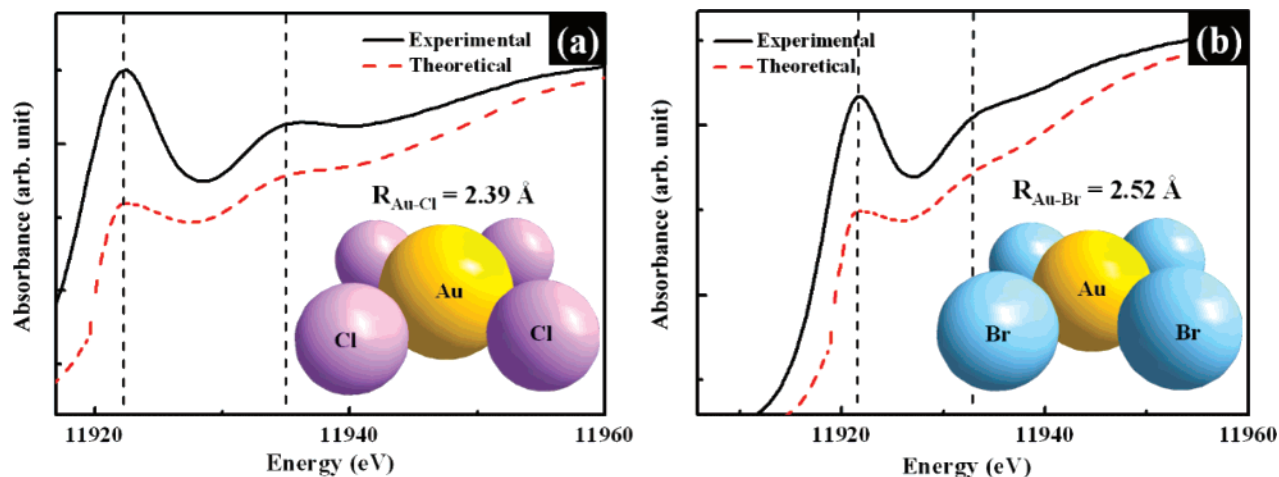 (a)
Experimental
Theoretical
Absorbance (arb. unit)
R_Au-Cl = 2.39 Å
Au
Cl
Cl
11920
11940
11960
Energy (eV)
(b)
Experimental
Theoretical
Absorbance (arb. unit)
R_Au-Br = 2.52 Å
Au
Br
Br
11920
11940
11960
Energy (eV)